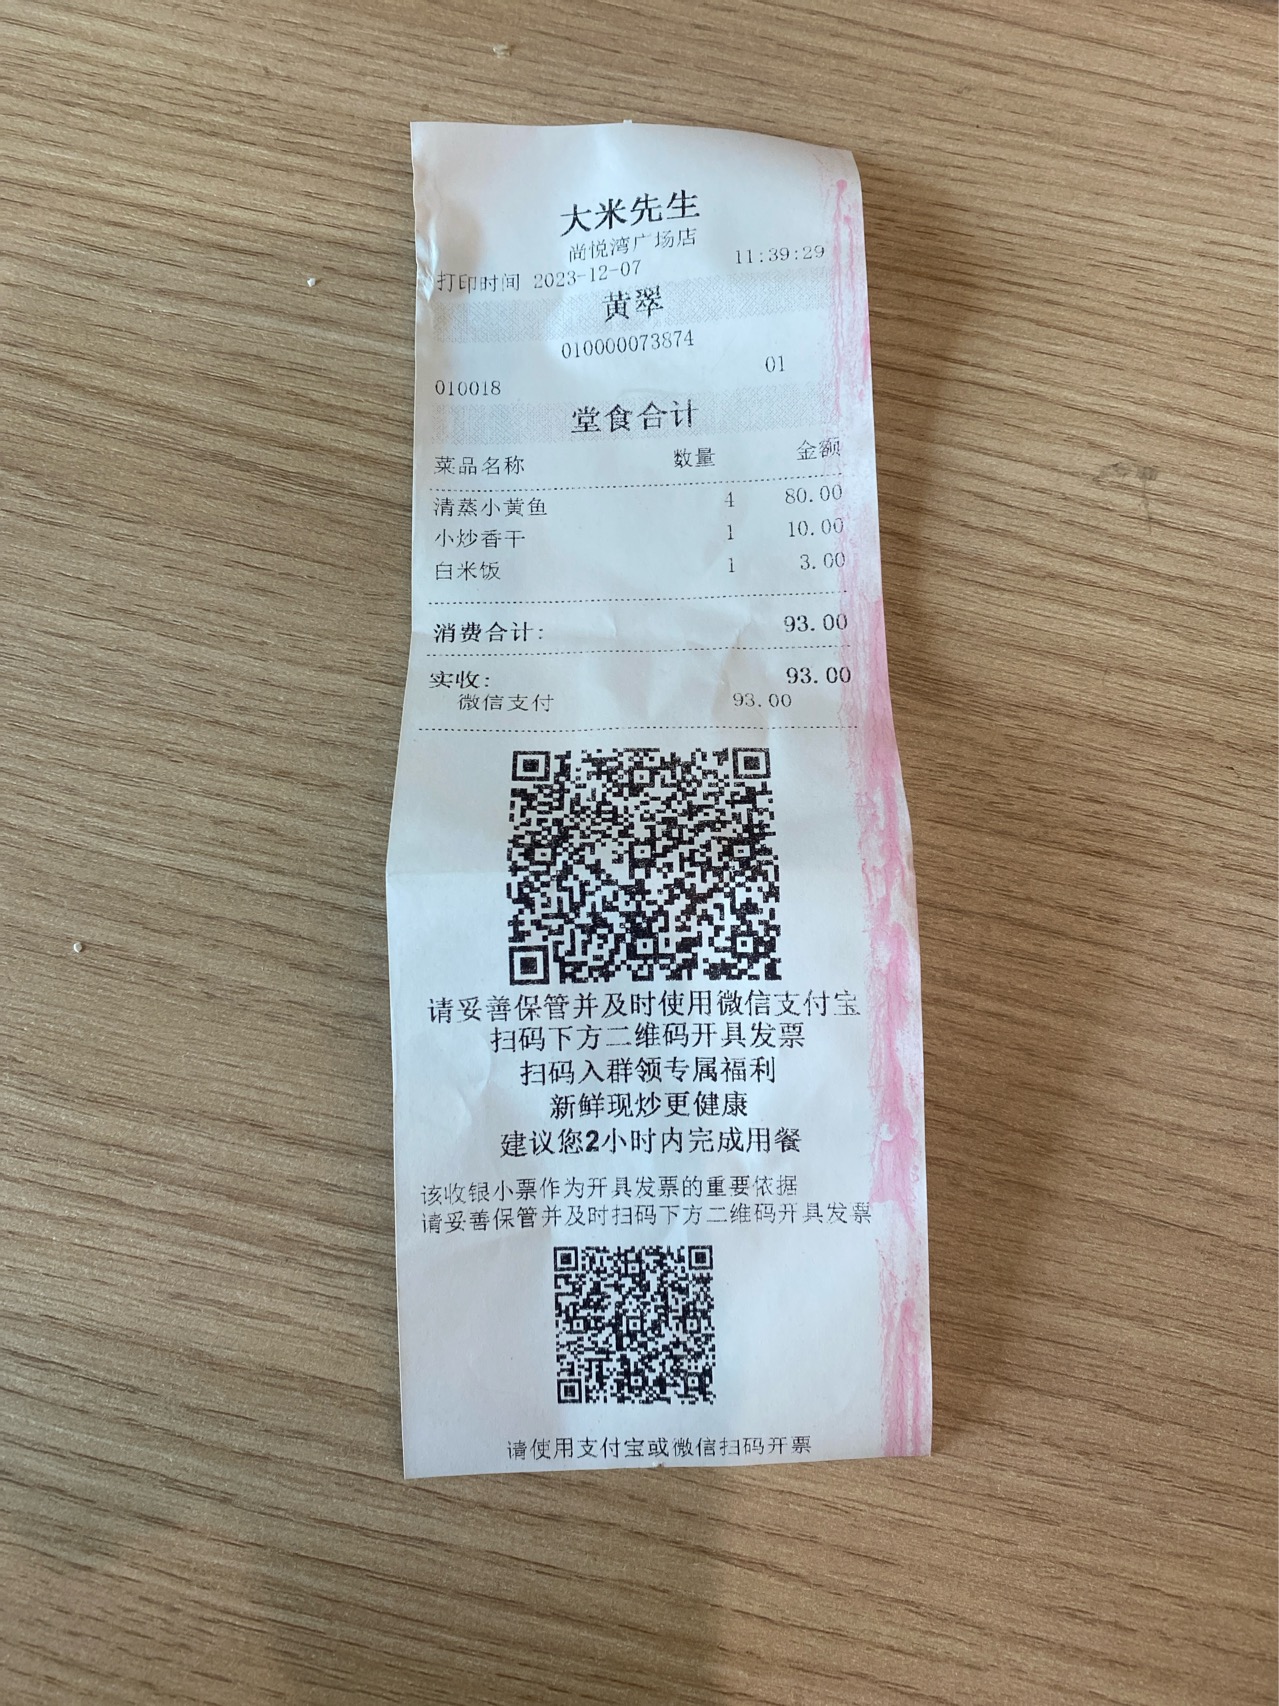 大米先生
尚悦湾广场店
打印时间 2023-12-07 11:39:29
黄翠
010000073874
010018 01
堂食合计
菜品名称 数量 金额
清蒸小黄鱼 4 80.00
小炒香干 1 10.00
白米饭 1 3.00
消费合计: 93.00
实收: 93.00
微信支付 93.00
请妥善保管并及时使用微信支付宝
扫码下方二维码开具发票
扫码入群领专属福利
新鲜现炒更健康
建议您2小时内完成用餐
该收银小票作为开具发票的重要依据
请妥善保管并及时扫码下方二维码开具发票
请使用支付宝或微信扫码开票